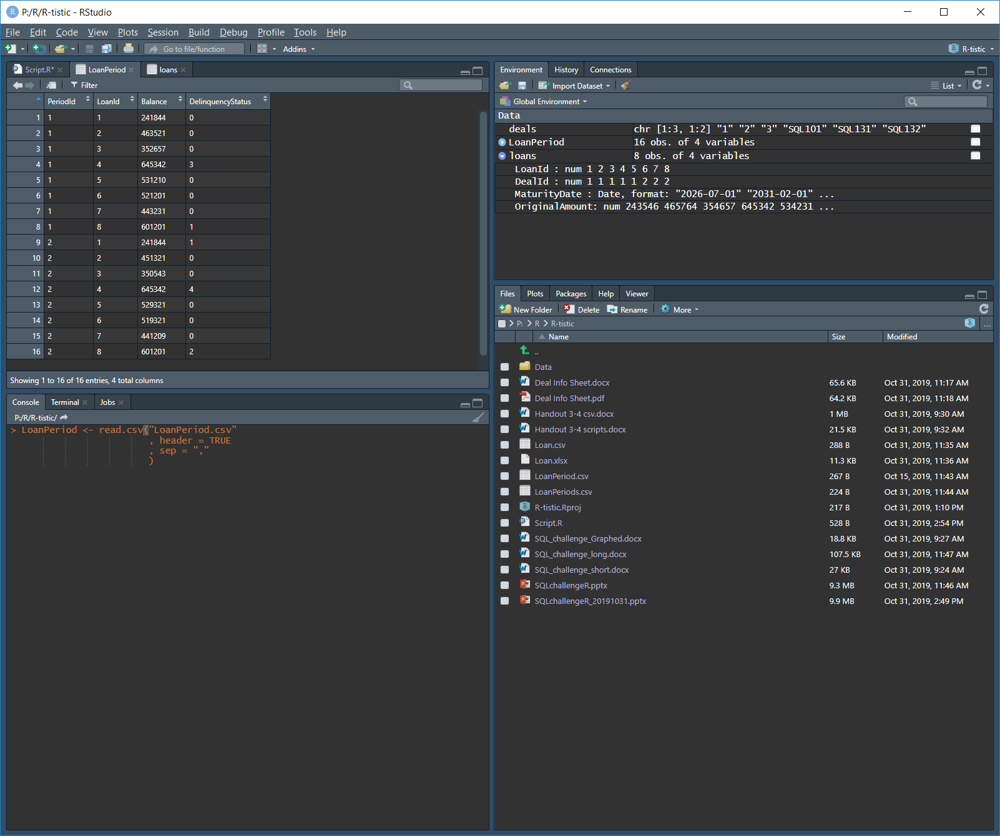 P:/R/R-tistic - RStudio
File Edit Code View Plots Session Build Debug Profile Tools Help
Go to file/function Addins R-tistic
Script.R* LoanPeriod loans
Filter
PeriodId LoanId Balance DelinquencyStatus
1 1 1 241844 0
2 1 2 463521 0
3 1 3 352657 0
4 1 4 645342 3
5 1 5 531210 0
6 1 6 521201 0
7 1 7 443231 0
8 1 8 601201 1
9 2 1 241844 1
10 2 2 451321 0
11 2 3 350543 0
12 2 4 645342 4
13 2 5 529321 0
14 2 6 519321 0
15 2 7 441209 0
16 2 8 601201 2
Showing 1 to 16 of 16 entries, 4 total columns
Console Terminal Jobs
P:/R/R-tistic/
> LoanPeriod <- read.csv("LoanPeriod.csv"
, header = TRUE
, sep = ","
)
Environment History Connections
Import Dataset List
Global Environment
Data
deals chr [1:3, 1:2] "1" "2" "3" "SQL101" "SQL131" "SQL132"
LoanPeriod 16 obs. of 4 variables
loans 8 obs. of 4 variables
LoanId : num 1 2 3 4 5 6 7 8
DealId : num 1 1 1 1 1 2 2 2
MaturityDate : Date, format: "2026-07-01" "2031-02-01" ...
OriginalAmount: num 243546 465764 354657 645342 534231 ...
Files Plots Packages Help Viewer
New Folder Delete Rename More
P: R R-tistic ...
Name Size Modified
..
Data
Deal Info Sheet.docx 65.6 KB Oct 31, 2019, 11:17 AM
Deal Info Sheet.pdf 64.2 KB Oct 31, 2019, 11:18 AM
Handout 3-4 csv.docx 1 MB Oct 31, 2019, 9:30 AM
Handout 3-4 scripts.docx 21.5 KB Oct 31, 2019, 9:32 AM
Loan.csv 288 B Oct 31, 2019, 11:35 AM
Loan.xlsx 11.3 KB Oct 31, 2019, 11:36 AM
LoanPeriod.csv 267 B Oct 15, 2019, 11:43 AM
LoanPeriods.csv 224 B Oct 31, 2019, 11:44 AM
R-tistic.Rproj 217 B Oct 31, 2019, 1:10 PM
Script.R 528 B Oct 31, 2019, 2:54 PM
SQL_challenge_Graphed.docx 18.8 KB Oct 31, 2019, 9:27 AM
SQL_challenge_long.docx 107.5 KB Oct 31, 2019, 11:47 AM
SQL_challenge_short.docx 27 KB Oct 31, 2019, 9:24 AM
SQLchallengeR.pptx 9.3 MB Oct 31, 2019, 11:46 AM
SQLchallengeR_20191031.pptx 9.9 MB Oct 31, 2019, 2:49 PM